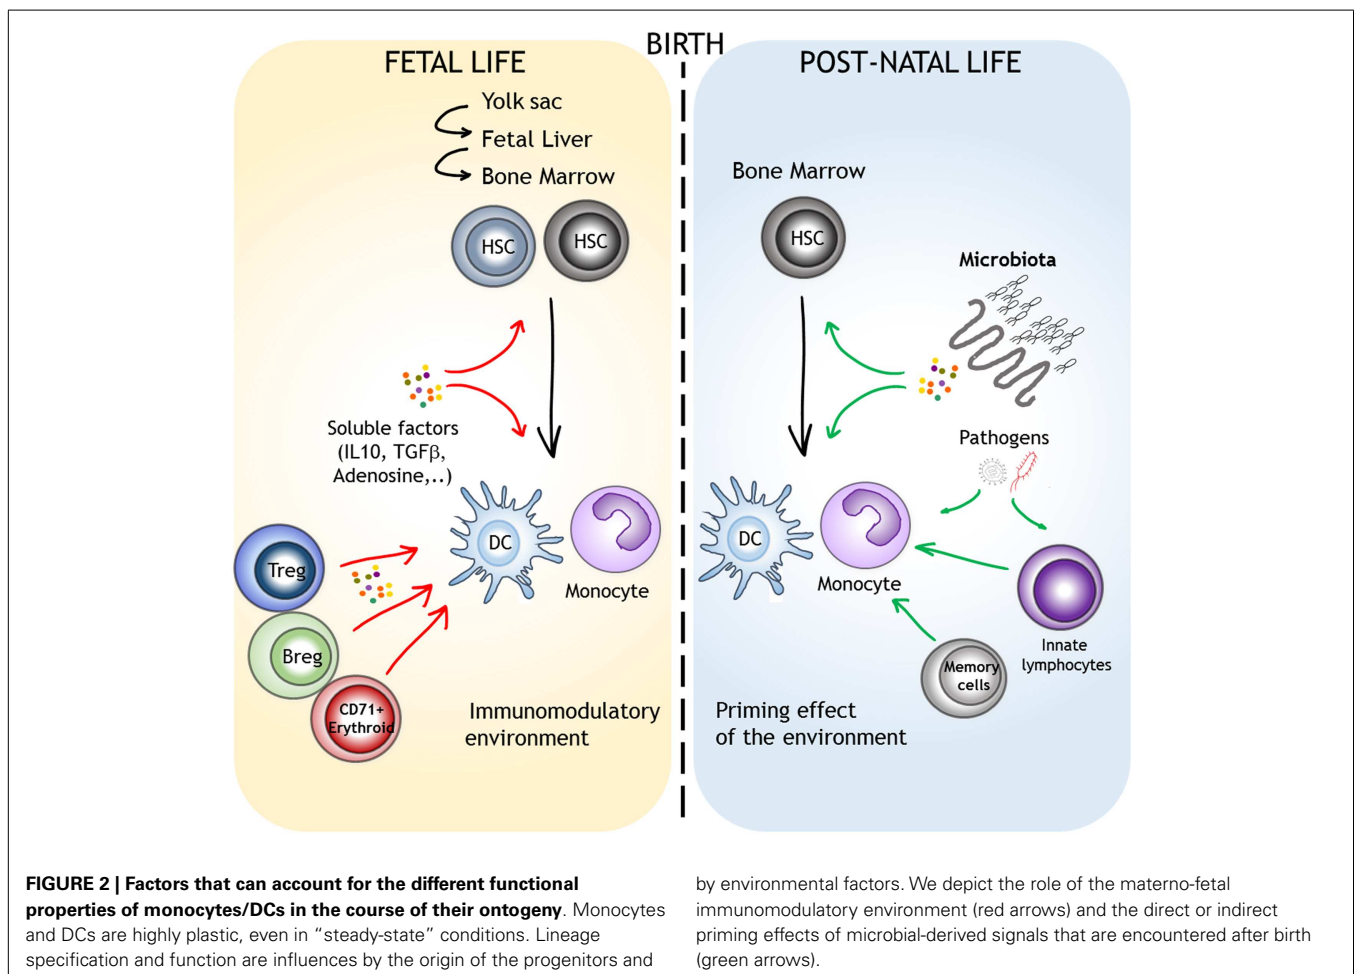 BIRTH
FETAL LIFE
Yolk sac
Fetal Liver
Bone Marrow
HSC
HSC
Soluble factors
(IL10, TGFβ,
Adenosine,..)
DC
Monocyte
Treg
Breg
CD71+
Erythroid
Immunomodulatory
environment
POST-NATAL LIFE
Bone Marrow
HSC
Microbiota
Pathogens
DC
Monocyte
Innate
lymphocytes
Memory
cells
Priming effect
of the environment
FIGURE 2 | Factors that can account for the different functional
properties of monocytes/DCs in the course of their ontogeny. Monocytes
and DCs are highly plastic, even in “steady-state” conditions. Lineage
specification and function are influences by the origin of the progenitors and
by environmental factors. We depict the role of the materno-fetal
immunomodulatory environment (red arrows) and the direct or indirect
priming effects of microbial-derived signals that are encountered after birth
(green arrows).